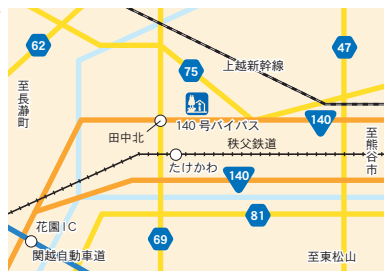 62
75
47
上越新幹線
至長瀞町
140
田中北
140号バイパス
秩父鉄道
至熊谷市
たけかわ
140
花園IC
81
関越自動車道
69
至東松山